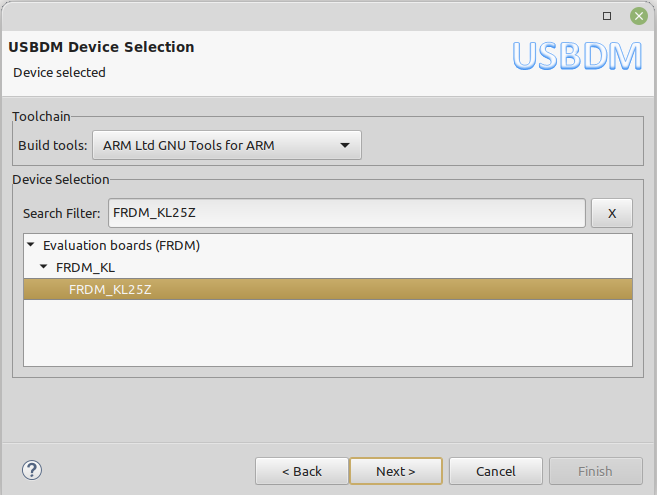 USBDM Device Selection
USBDM
Device selected
Toolchain
Build tools: ARM Ltd GNU Tools for ARM
Device Selection
Search Filter: FRDM_KL25Z X
Evaluation boards (FRDM)
FRDM_KL
FRDM_KL25Z
? < Back Next > Cancel Finish